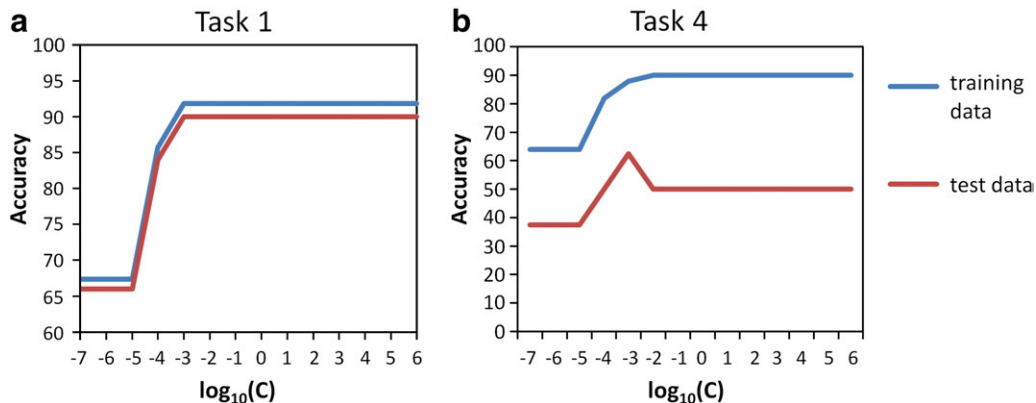 a
Task 1
100
95
90
85
80
75
70
65
60
Accuracy
-7 -6 -5 -4 -3 -2 -1 0 1 2 3 4 5 6
log10(C)
b
Task 4
100
90
80
70
60
50
40
30
20
10
0
Accuracy
-7 -6 -5 -4 -3 -2 -1 0 1 2 3 4 5 6
log10(C)
training
data
test data